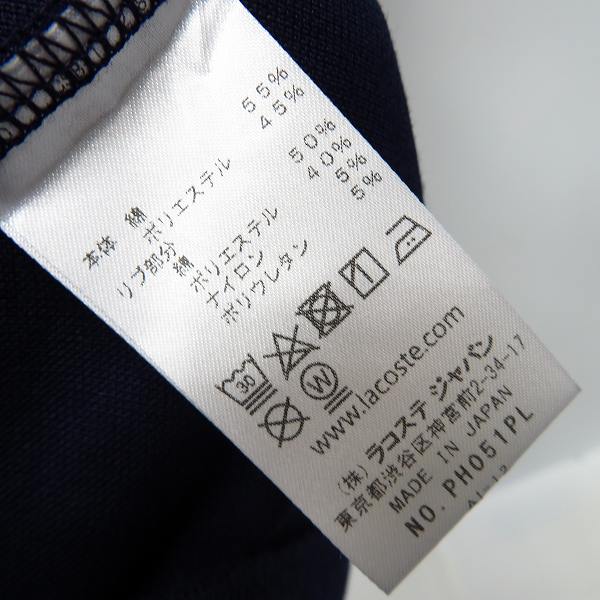 本体 綿 55%
ポリエステル 45%
リブ部分
綿 50%
ポリエステル 40%
ナイロン 5%
ポリウレタン 5%
30
W
www.lacoste.com
(株) ラコステ ジャパン
東京都渋谷区神宮前2-34-17
MADE IN JAPAN
NO. PH051PL